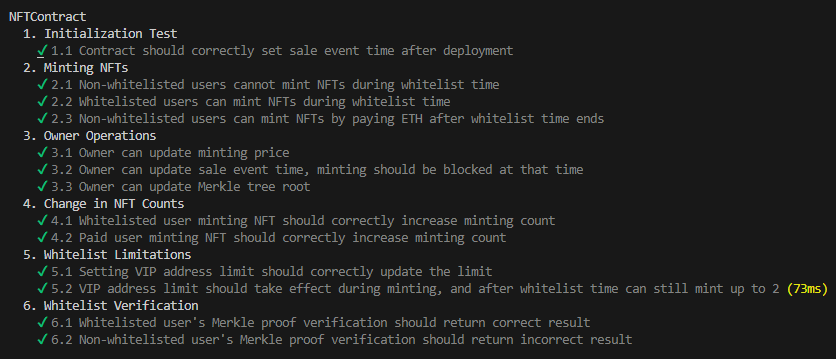 NFTContract
1. Initialization Test
✓ 1.1 Contract should correctly set sale event time after deployment
2. Minting NFTs
✓ 2.1 Non-whitelisted users cannot mint NFTs during whitelist time
✓ 2.2 Whitelisted users can mint NFTs during whitelist time
✓ 2.3 Non-whitelisted users can mint NFTs by paying ETH after whitelist time ends
3. Owner Operations
✓ 3.1 Owner can update minting price
✓ 3.2 Owner can update sale event time, minting should be blocked at that time
✓ 3.3 Owner can update Merkle tree root
4. Change in NFT Counts
✓ 4.1 Whitelisted user minting NFT should correctly increase minting count
✓ 4.2 Paid user minting NFT should correctly increase minting count
5. Whitelist Limitations
✓ 5.1 Setting VIP address limit should correctly update the limit
✓ 5.2 VIP address limit should take effect during minting, and after whitelist time can still mint up to 2 (73ms)
6. Whitelist Verification
✓ 6.1 Whitelisted user's Merkle proof verification should return correct result
✓ 6.2 Non-whitelisted user's Merkle proof verification should return incorrect result